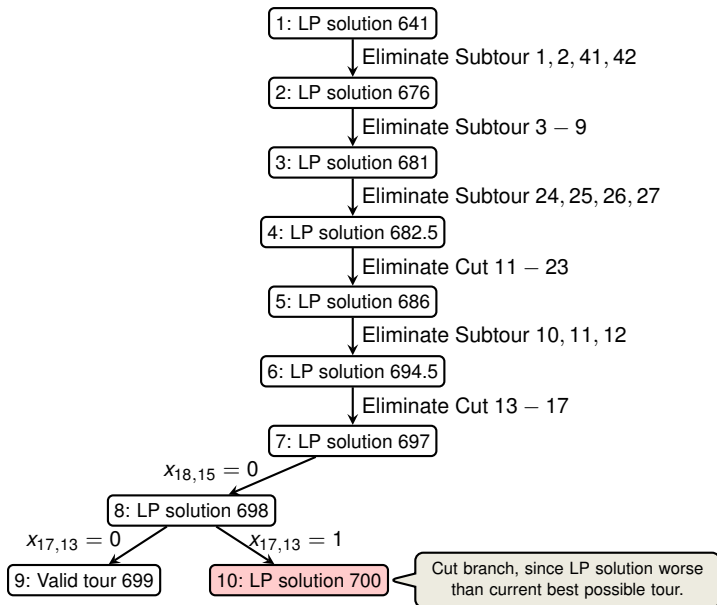 1: LP solution 641
Eliminate Subtour 1, 2, 41, 42
2: LP solution 676
Eliminate Subtour 3 − 9
3: LP solution 681
Eliminate Subtour 24, 25, 26, 27
4: LP solution 682.5
Eliminate Cut 11 − 23
5: LP solution 686
Eliminate Subtour 10, 11, 12
6: LP solution 694.5
Eliminate Cut 13 − 17
7: LP solution 697
x₁₈,₁₅ = 0
8: LP solution 698
x₁₇,₁₃ = 0
x₁₇,₁₃ = 1
9: Valid tour 699
10: LP solution 700
Cut branch, since LP solution worse
than current best possible tour.